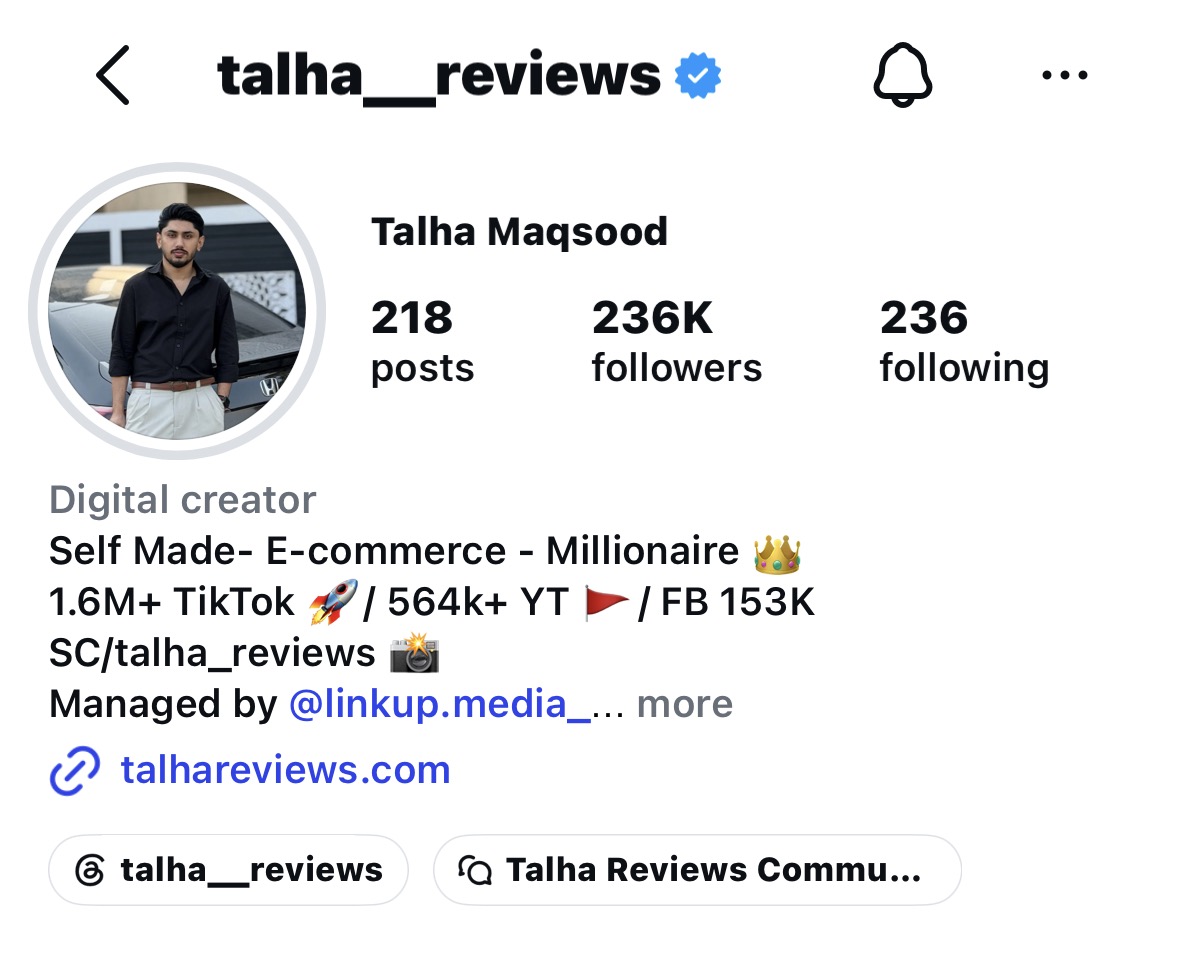 talha__reviews
Talha Maqsood
218 236K 236
posts followers following
Digital creator
Self Made- E-commerce - Millionaire 👑
1.6M+ TikTok 🚀/ 564k+ YT 🚩/ FB 153K
SC/talha_reviews 📸
Managed by @linkup.media_... more
talhareviews.com
talha__reviews Talha Reviews Commu...